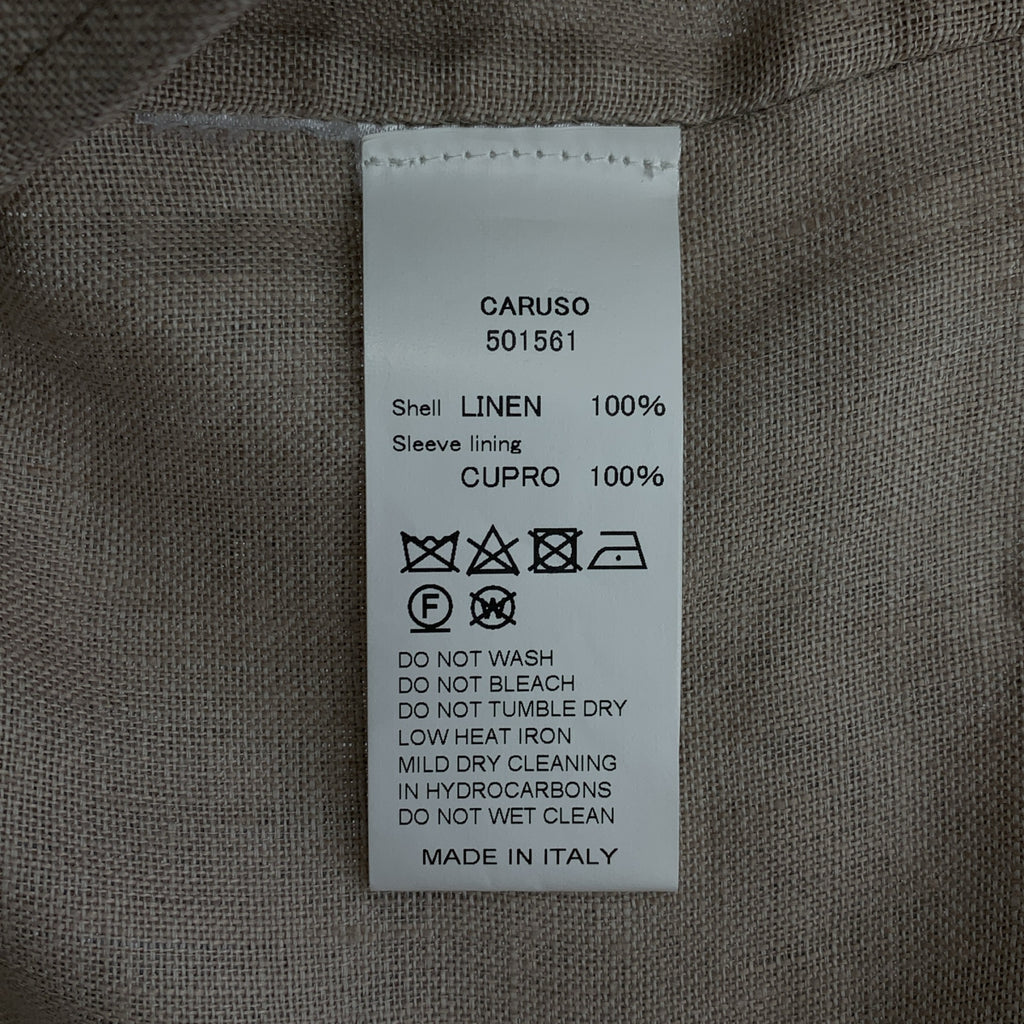 CARUSO
501561
Shell LINEN 100%
Sleeve lining
CUPRO 100%
F W
DO NOT WASH
DO NOT BLEACH
DO NOT TUMBLE DRY
LOW HEAT IRON
MILD DRY CLEANING
IN HYDROCARBONS
DO NOT WET CLEAN
MADE IN ITALY